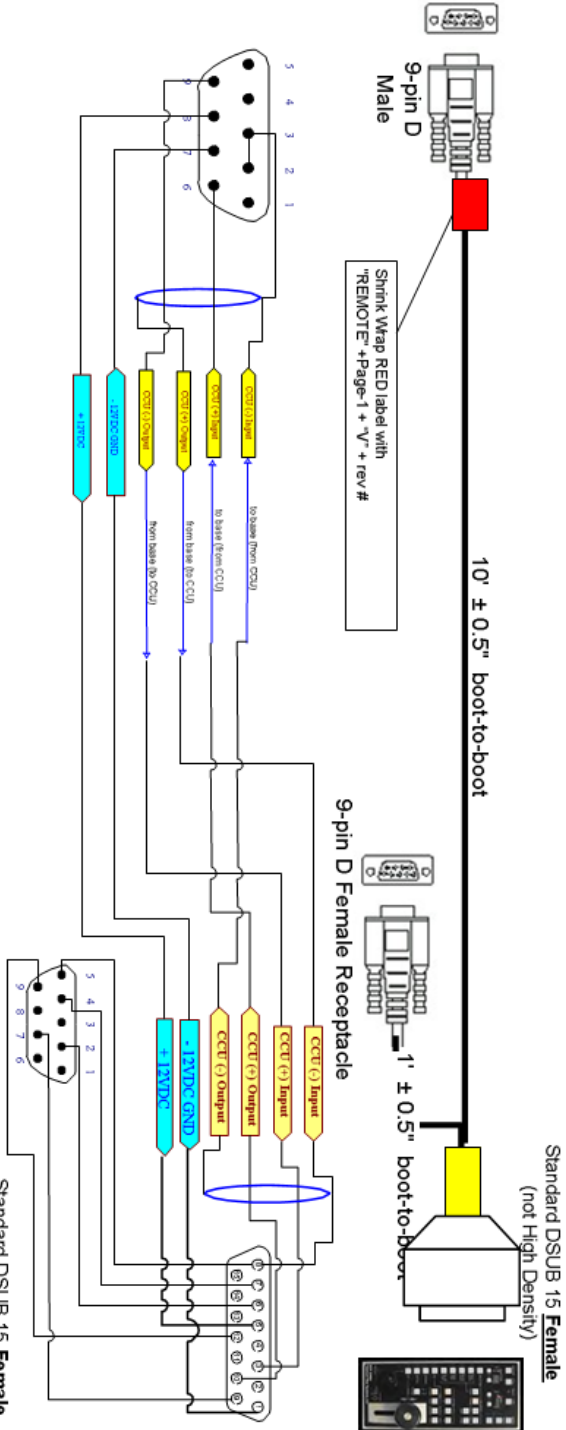 9-pin D
Male
Shrink Wrap RED label with
"REMOTE" +Page-1 + "V" + rev #
10' ± 0.5" boot-to-boot
Standard DSUB 15 Female
(not High Density)
9-pin D Female Receptacle
1' ± 0.5" boot-to-boot
5
4
3
2
1
9
8
7
6
CCU (-) Input
CCU (+) Input
CCU (+) Output
CCU (-) Output
- 12VDC GND
+ 12VDC
to base (from CCU)
to base (from CCU)
from base (to CCU)
from base (to CCU)
CCU (-) Input
CCU (+) Input
CCU (+) Output
CCU (-) Output
- 12VDC GND
+ 12VDC
5
4
3
2
1
9
8
7
6
Standard DSUB 15 Female